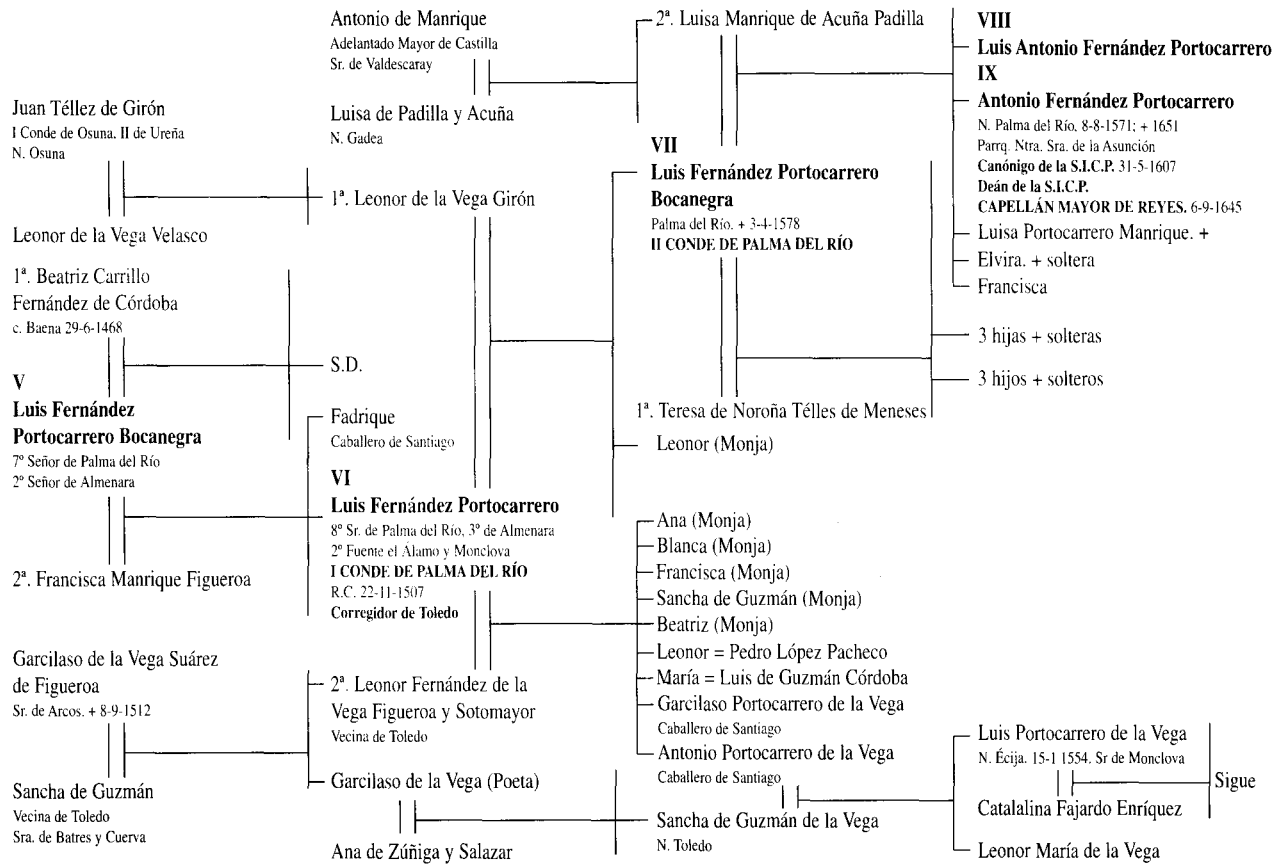 Juan Téllez de Girón
I Conde de Osuna. II de Ureña
N. Osuna
Leonor de la Vega Velasco
1ª. Beatriz Carrillo
Fernández de Córdoba
c. Baena 29-6-1468
V
Luis Fernández
Portocarrero Bocanegra
7º Señor de Palma del Río
2º Señor de Almenara
2ª. Francisca Manrique Figueroa
Garcilaso de la Vega Suárez
de Figueroa
Sr. de Arcos. + 8-9-1512
Sancha de Guzmán
Vecina de Toledo
Sra. de Batres y Cuerva
Antonio de Manrique
Adelantado Mayor de Castilla
Sr. de Valdescaray
Luisa de Padilla y Acuña
N. Gadea
1ª. Leonor de la Vega Girón
S.D.
Fadrique
Caballero de Santiago
VI
Luis Fernández Portocarrero
8º Sr. de Palma del Río, 3º de Almenara
2º Fuente el Álamo y Monclova
I CONDE DE PALMA DEL RÍO
R.C. 22-11-1507
Corregidor de Toledo
2ª. Leonor Fernández de la
Vega Figueroa y Sotomayor
Vecina de Toledo
Garcilaso de la Vega (Poeta)
Ana de Zúñiga y Salazar
2ª. Luisa Manrique de Acuña Padilla
VII
Luis Fernández Portocarrero
Bocanegra
Palma del Río. + 3-4-1578
II CONDE DE PALMA DEL RÍO
1ª. Teresa de Noroña Télles de Meneses
Leonor (Monja)
Ana (Monja)
Blanca (Monja)
Francisca (Monja)
Sancha de Guzmán (Monja)
Beatriz (Monja)
Leonor = Pedro López Pacheco
María = Luis de Guzmán Córdoba
Garcilaso Portocarrero de la Vega
Caballero de Santiago
Antonio Portocarrero de la Vega
Caballero de Santiago
Sancha de Guzmán de la Vega
N. Toledo
VIII
Luis Antonio Fernández Portocarrero
IX
Antonio Fernández Portocarrero
N. Palma del Río. 8-8-1571; + 1651
Parrq. Ntra. Sra. de la Asunción
Canónigo de la S.I.C.P. 31-5-1607
Deán de la S.I.C.P.
CAPELLÁN MAYOR DE REYES. 6-9-1645
Luisa Portocarrero Manrique. +
Elvira. + soltera
Francisca
3 hijas + solteras
3 hijos + solteros
Luis Portocarrero de la Vega
N. Écija. 15-1 1554. Sr de Monclova
Catalalina Fajardo Enríquez
Leonor María de la Vega
Sigue